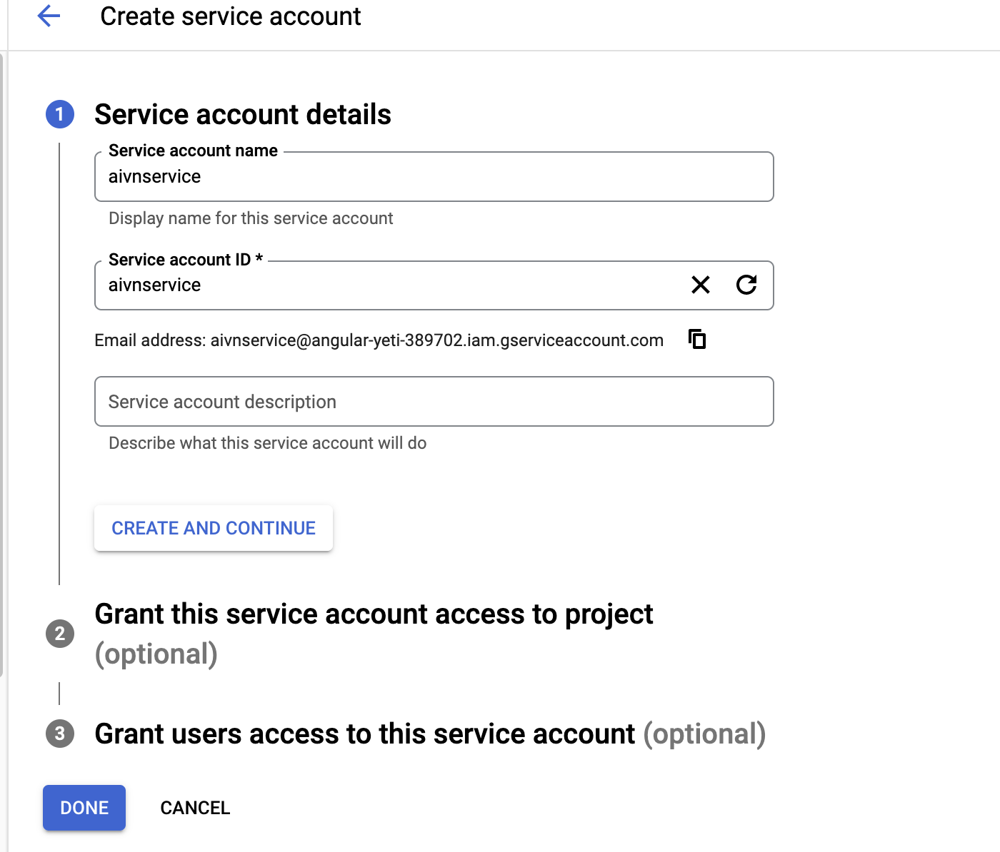 Create service account
1 Service account details
Service account name
aivnservice
Display name for this service account
Service account ID *
aivnservice
Email address: aivnservice@angular-yeti-389702.iam.gserviceaccount.com
Service account description
Describe what this service account will do
CREATE AND CONTINUE
2 Grant this service account access to project
(optional)
3 Grant users access to this service account (optional)
DONE CANCEL